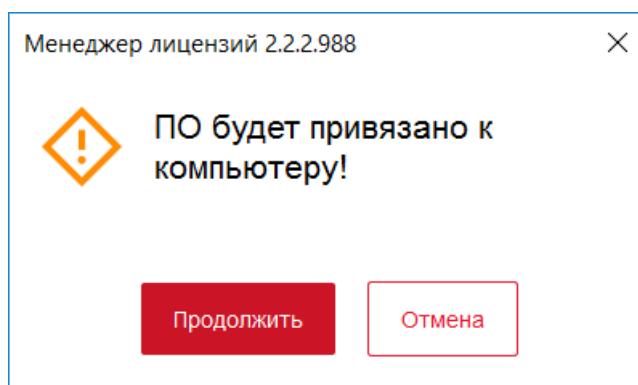 Менеджер лицензий 2.2.2.988
ПО будет привязано к
компьютеру!
Продолжить
Отмена